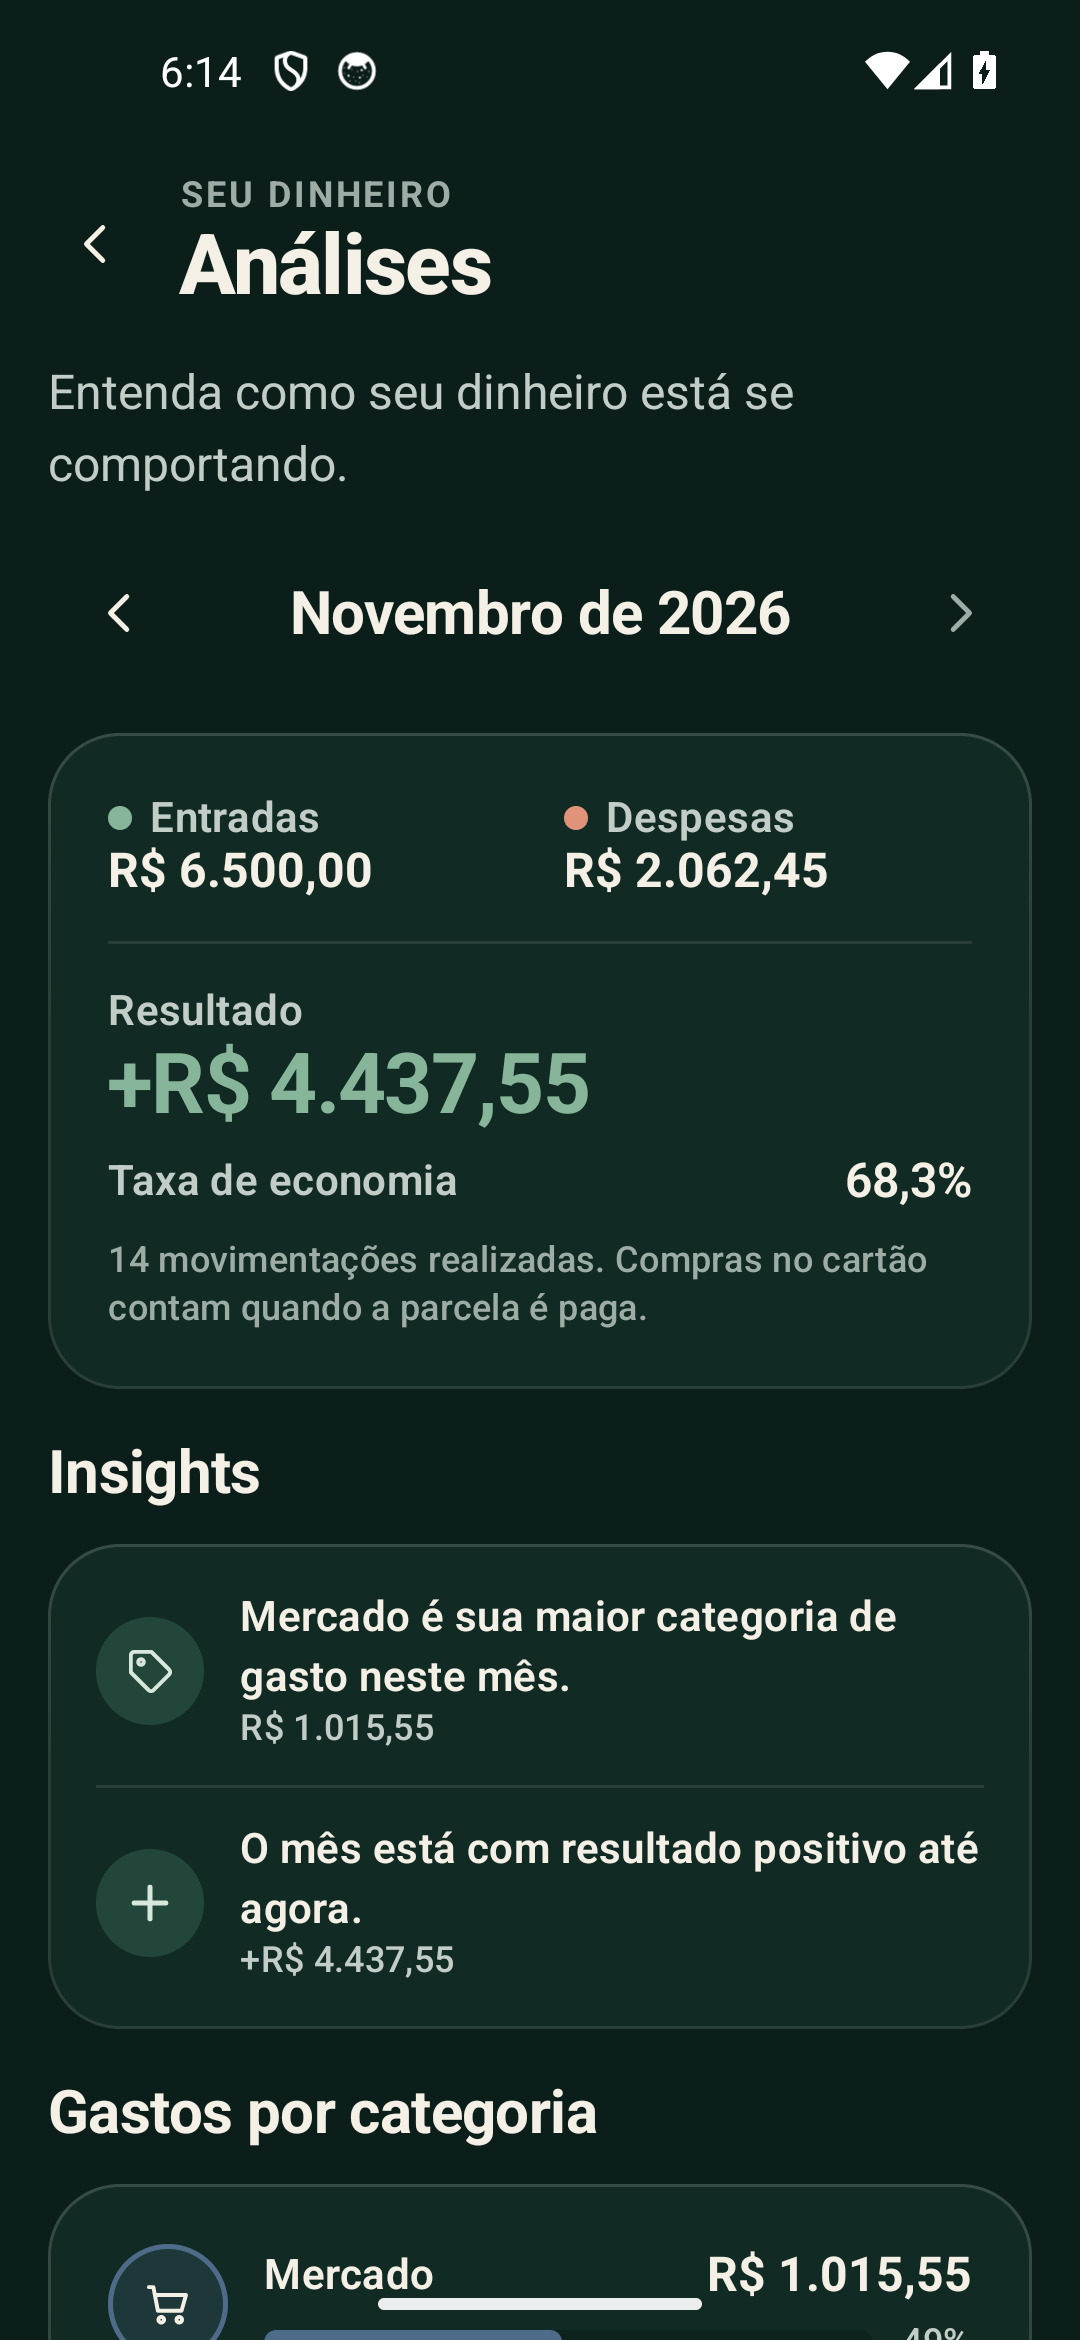 6:14
SEU DINHEIRO
Análises
Entenda como seu dinheiro está se
comportando.
Novembro de 2026
Entradas
Despesas
R$ 6.500,00
R$ 2.062,45
Resultado
+R$ 4.437,55
Taxa de economia
68,3%
14 movimentações realizadas. Compras no cartão
contam quando a parcela é paga.
Insights
Mercado é sua maior categoria de
gasto neste mês.
R$ 1.015,55
O mês está com resultado positivo até
agora.
+R$ 4.437,55
Gastos por categoria
Mercado
R$ 1.015,55